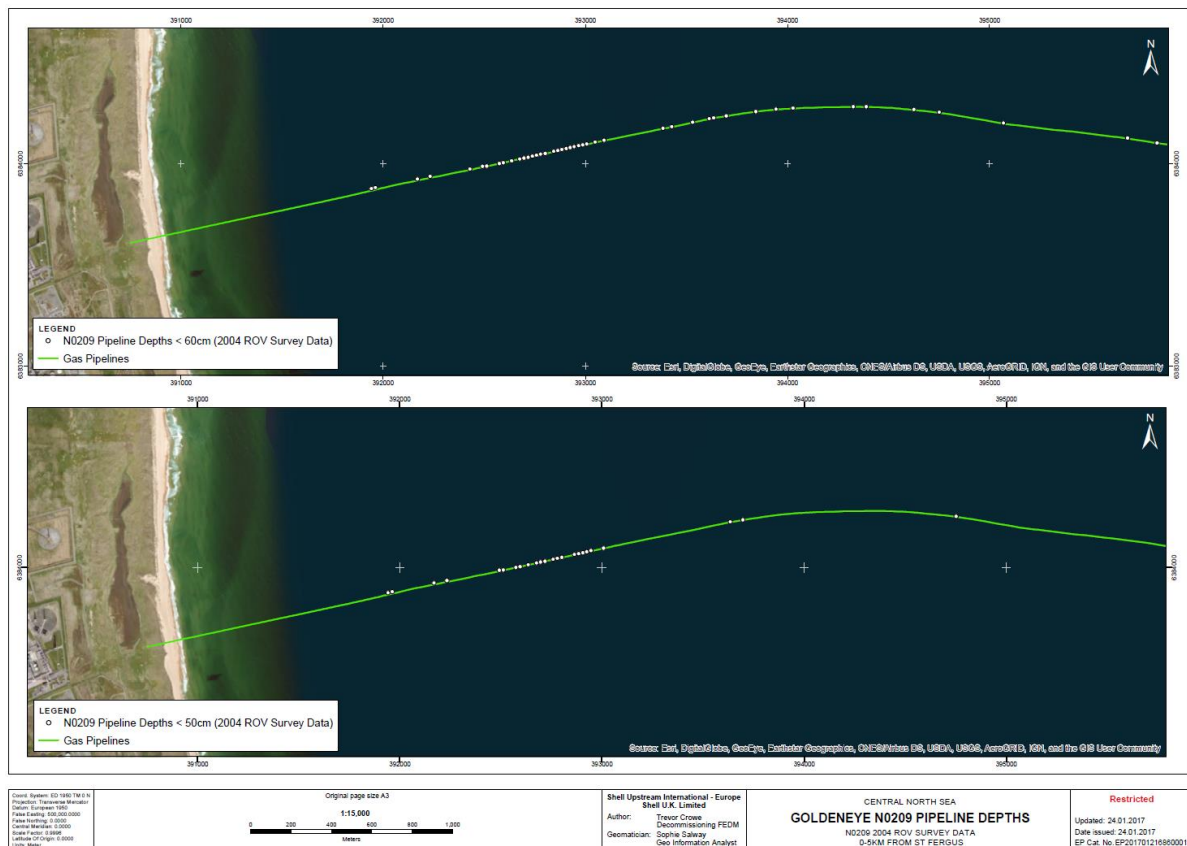 391000 392000 393000 394000 395000
N
6384000 6384000
LEGEND
N0209 Pipeline Depths < 60cm (2004 ROV Survey Data)
Gas Pipelines
6383000 6383000
Source: Esri, DigitalGlobe, GeoEye, Earthstar Geographics, CNES/Airbus DS, USDA, USGS, AeroGRID, IGN, and the GIS User Community
391000 392000 393000 394000 395000
391000 392000 393000 394000 395000
N
6384000 6384000
LEGEND
N0209 Pipeline Depths < 50cm (2004 ROV Survey Data)
Gas Pipelines
Source: Esri, DigitalGlobe, GeoEye, Earthstar Geographics, CNES/Airbus DS, USDA, USGS, AeroGRID, IGN, and the GIS User Community
391000 392000 393000 394000 395000
Coord. System: ED 1950 TM 0 N
Projection: Transverse Mercator
Datum: European 1950
False Easting: 500,000.0000
False Northing: 0.0000
Central Meridian: 0.0000
Scale Factor: 0.9996
Latitude Of Origin: 0.0000
Units: Meter
Original page size A3
1:15,000
0 200 400 600 800 1,000
Meters
Shell Upstream International - Europe
Shell U.K. Limited
Author: Trevor Crowe
Decommissioning FEDM
Geomatician: Sophie Salway
Geo Information Analyst
CENTRAL NORTH SEA
GOLDENEYE N0209 PIPELINE DEPTHS
N0209 2004 ROV SURVEY DATA
0-5KM FROM ST FERGUS
Restricted
Updated: 24.01.2017
Date issued: 24.01.2017
EP Cat. No. EP201701216860001